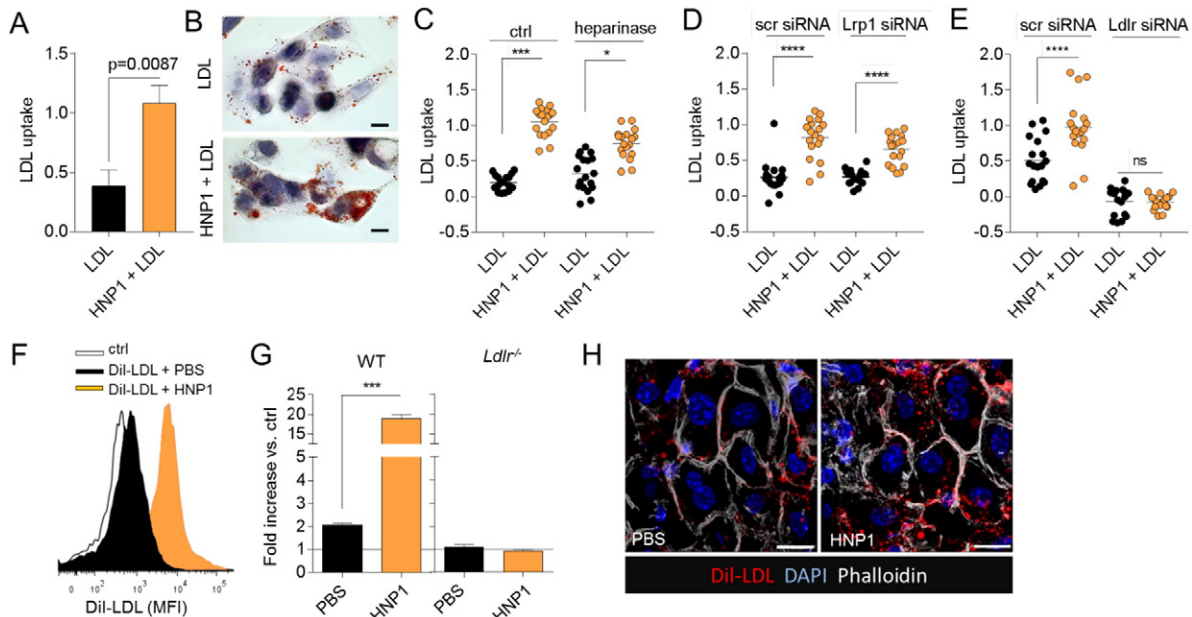 A
LDL uptake
1.5
1.0
0.5
0.0
p=0.0087
LDL
HNP1 + LDL
B
LDL
HNP1 + LDL
C
ctrl
heparinase
***
*
LDL uptake
2.0
1.5
1.0
0.5
0.0
-0.5
LDL
HNP1 + LDL
LDL
HNP1 + LDL
D
scr siRNA
Lrp1 siRNA
****
****
LDL uptake
2.0
1.5
1.0
0.5
0.0
-0.5
LDL
HNP1 + LDL
LDL
HNP1 + LDL
E
scr siRNA
Ldlr siRNA
****
ns
LDL uptake
2.0
1.5
1.0
0.5
0.0
-0.5
LDL
HNP1 + LDL
LDL
HNP1 + LDL
F
ctrl
Dil-LDL + PBS
Dil-LDL + HNP1
0 10² 10³ 10⁴ 10⁵
Dil-LDL (MFI)
G
WT
Ldlr-/-
***
Fold increase vs. ctrl
25
20
15
10
5
4
3
2
1
0
PBS
HNP1
PBS
HNP1
H
PBS
HNP1
Dil-LDL DAPI Phalloidin